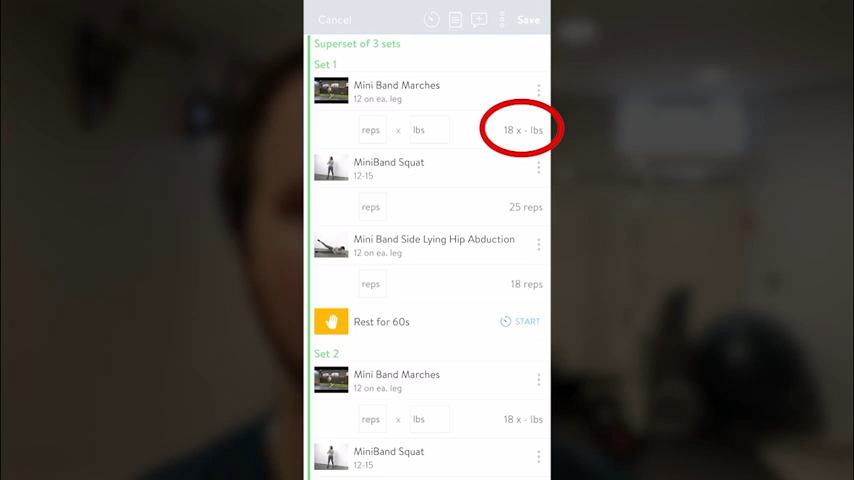 Cancel
Save
Superset of 3 sets
Set 1
Mini Band Marches
12 on ea. leg
reps x lbs 18 x - lbs
MiniBand Squat
12-15
reps 25 reps
Mini Band Side Lying Hip Abduction
12 on ea. leg
reps 18 reps
Rest for 60s START
Set 2
Mini Band Marches
12 on ea. leg
reps x lbs 18 x - lbs
MiniBand Squat
12-15